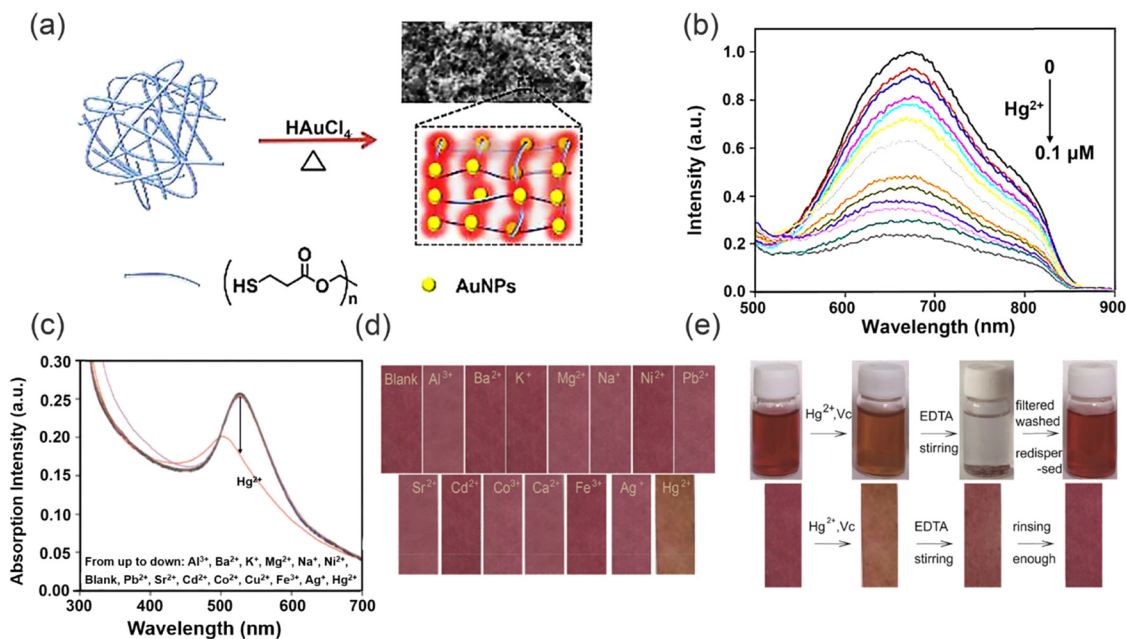 (a)
HAuCl₄
△
HS
O
O
n
AuNPs
(b)
Intensity (a.u.)
1.0
0.8
0.6
0.4
0.2
0.0
500 600 700 800 900
Wavelength (nm)
0
Hg²⁺
0.1 μM
(c)
Absorption Intensity (a.u.)
0.30
0.25
0.20
0.15
0.10
0.05
0.00
300 400 500 600 700
Wavelength (nm)
Hg²⁺
From up to down: Al³⁺, Ba²⁺, K⁺, Mg²⁺, Na⁺, Ni²⁺,
Blank, Pb²⁺, Sr²⁺, Cd²⁺, Co²⁺, Cu²⁺, Fe³⁺, Ag⁺, Hg²⁺
(d)
Blank Al³⁺ Ba²⁺ K⁺ Mg²⁺ Na⁺ Ni²⁺ Pb²⁺
Sr²⁺ Cd²⁺ Co³⁺ Ca²⁺ Fe³⁺ Ag⁺ Hg²⁺
(e)
Hg²⁺,Vc
EDTA
stirring
filtered
washed
redisper
-sed
Hg²⁺,Vc
EDTA
stirring
rinsing
enough